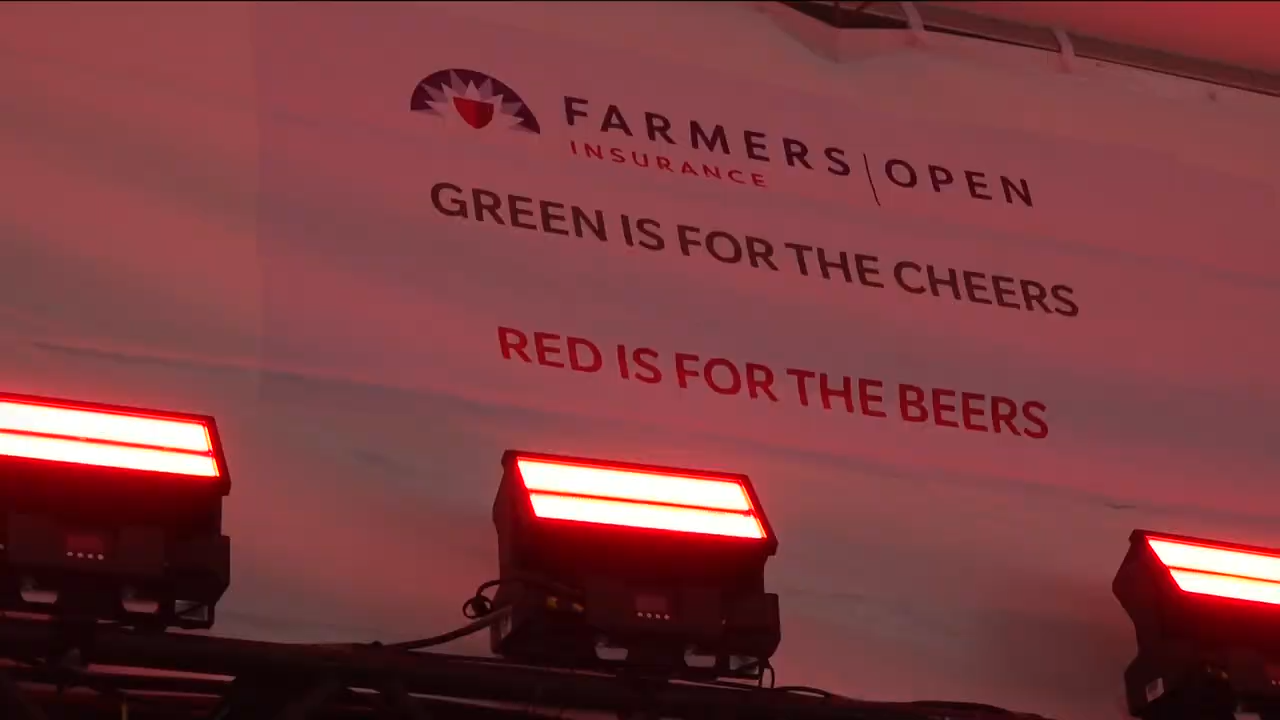 FARMERS | OPEN
INSURANCE
GREEN IS FOR THE CHEERS
RED IS FOR THE BEERS